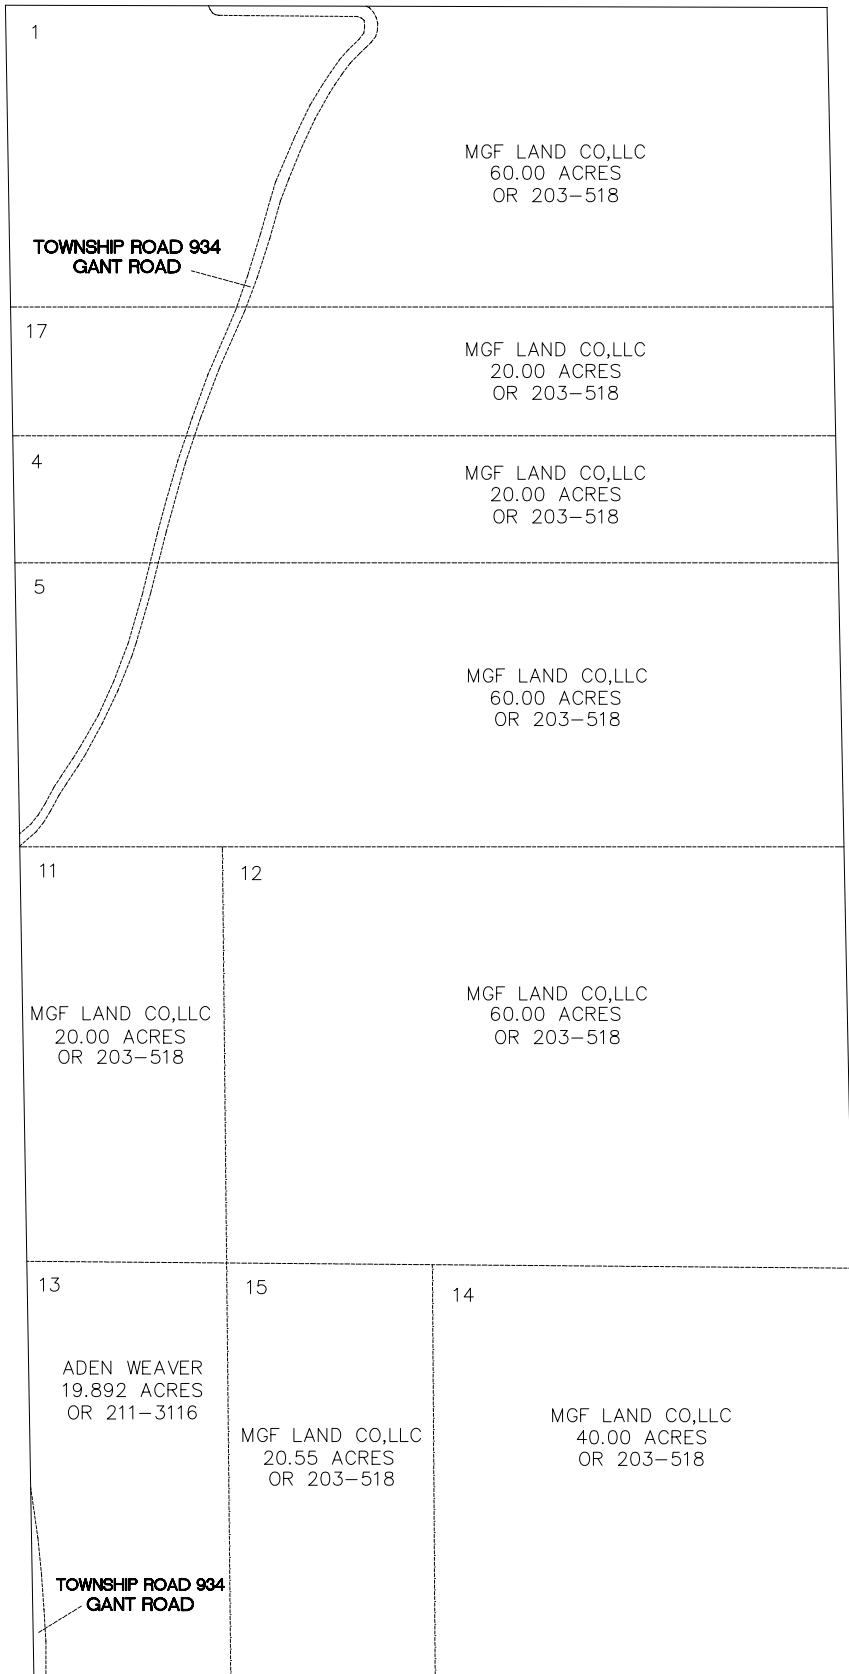 1
MGF LAND CO,LLC
60.00 ACRES
OR 203-518
TOWNSHIP ROAD 934
GANT ROAD
17
MGF LAND CO,LLC
20.00 ACRES
OR 203-518
4
MGF LAND CO,LLC
20.00 ACRES
OR 203-518
5
MGF LAND CO,LLC
60.00 ACRES
OR 203-518
11
MGF LAND CO,LLC
20.00 ACRES
OR 203-518
12
MGF LAND CO,LLC
60.00 ACRES
OR 203-518
13
ADEN WEAVER
19.892 ACRES
OR 211-3116
15
MGF LAND CO,LLC
20.55 ACRES
OR 203-518
14
MGF LAND CO,LLC
40.00 ACRES
OR 203-518
TOWNSHIP ROAD 934
GANT ROAD